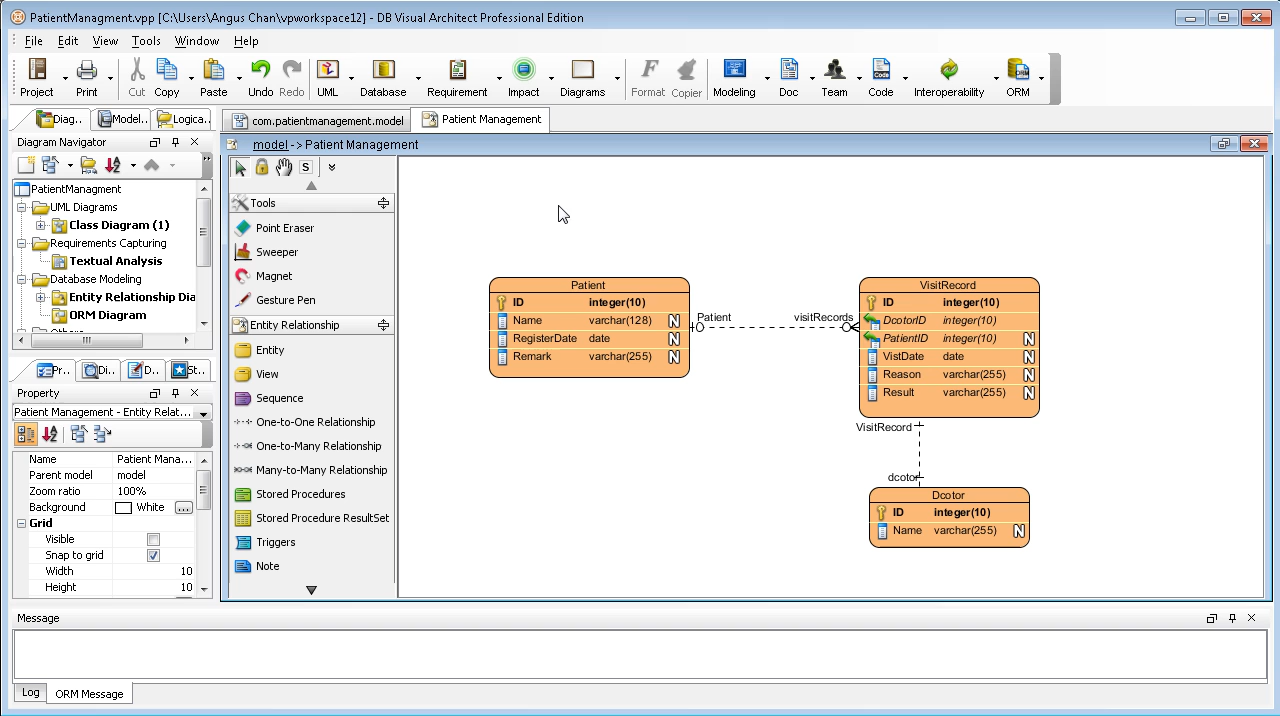 PatientManagment.vpp [C:\Users\Angus Chan\vpworkspace12] - DB Visual Architect Professional Edition
File Edit View Tools Window Help
Project Print Cut Copy Paste Undo Redo UML Database Requirement Impact Diagrams Format Copier Modeling Doc Team Code Interoperability ORM
Diag.. Model.. Logica.
com.patientmanagement.model Patient Management
Diagram Navigator
model -> Patient Management
PatientManagment
UML Diagrams
Class Diagram (1)
Requirements Capturing
Textual Analysis
Database Modeling
Entity Relationship Dia
ORM Diagram
Pr.. Di.. D.. St..
Property
Patient Management - Entity Relat...
Name Patient Mana...
Parent model model
Zoom ratio 100%
Background White ...
Grid
Visible
Snap to grid
Width 10
Height 10
S
Tools
Point Eraser
Sweeper
Magnet
Gesture Pen
Entity Relationship
Entity
View
Sequence
One-to-One Relationship
One-to-Many Relationship
Many-to-Many Relationship
Stored Procedures
Stored Procedure ResultSet
Triggers
Note
Patient
ID integer(10)
Name varchar(128) N
RegisterDate date N
Remark varchar(255) N
Patient visitRecords
VisitRecord
ID integer(10)
DcotorID integer(10)
PatientID integer(10) N
VistDate date N
Reason varchar(255) N
Result varchar(255) N
VisitRecord
dcotor
Dcotor
ID integer(10)
Name varchar(255) N
Message
Log ORM Message